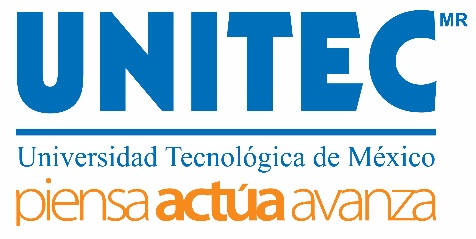 UNITEC MR
Universidad Tecnológica de México
piensa actúa avanza